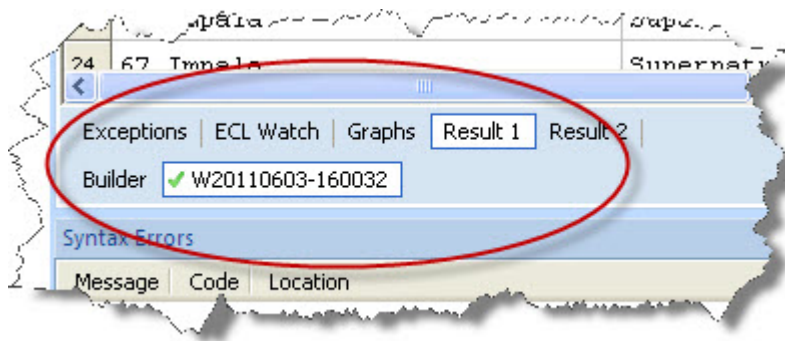 24 67 Impala Supernatu
Exceptions ECL Watch Graphs Result 1 Result 2
Builder W20110603-160032
Syntax Errors
Message Code Location